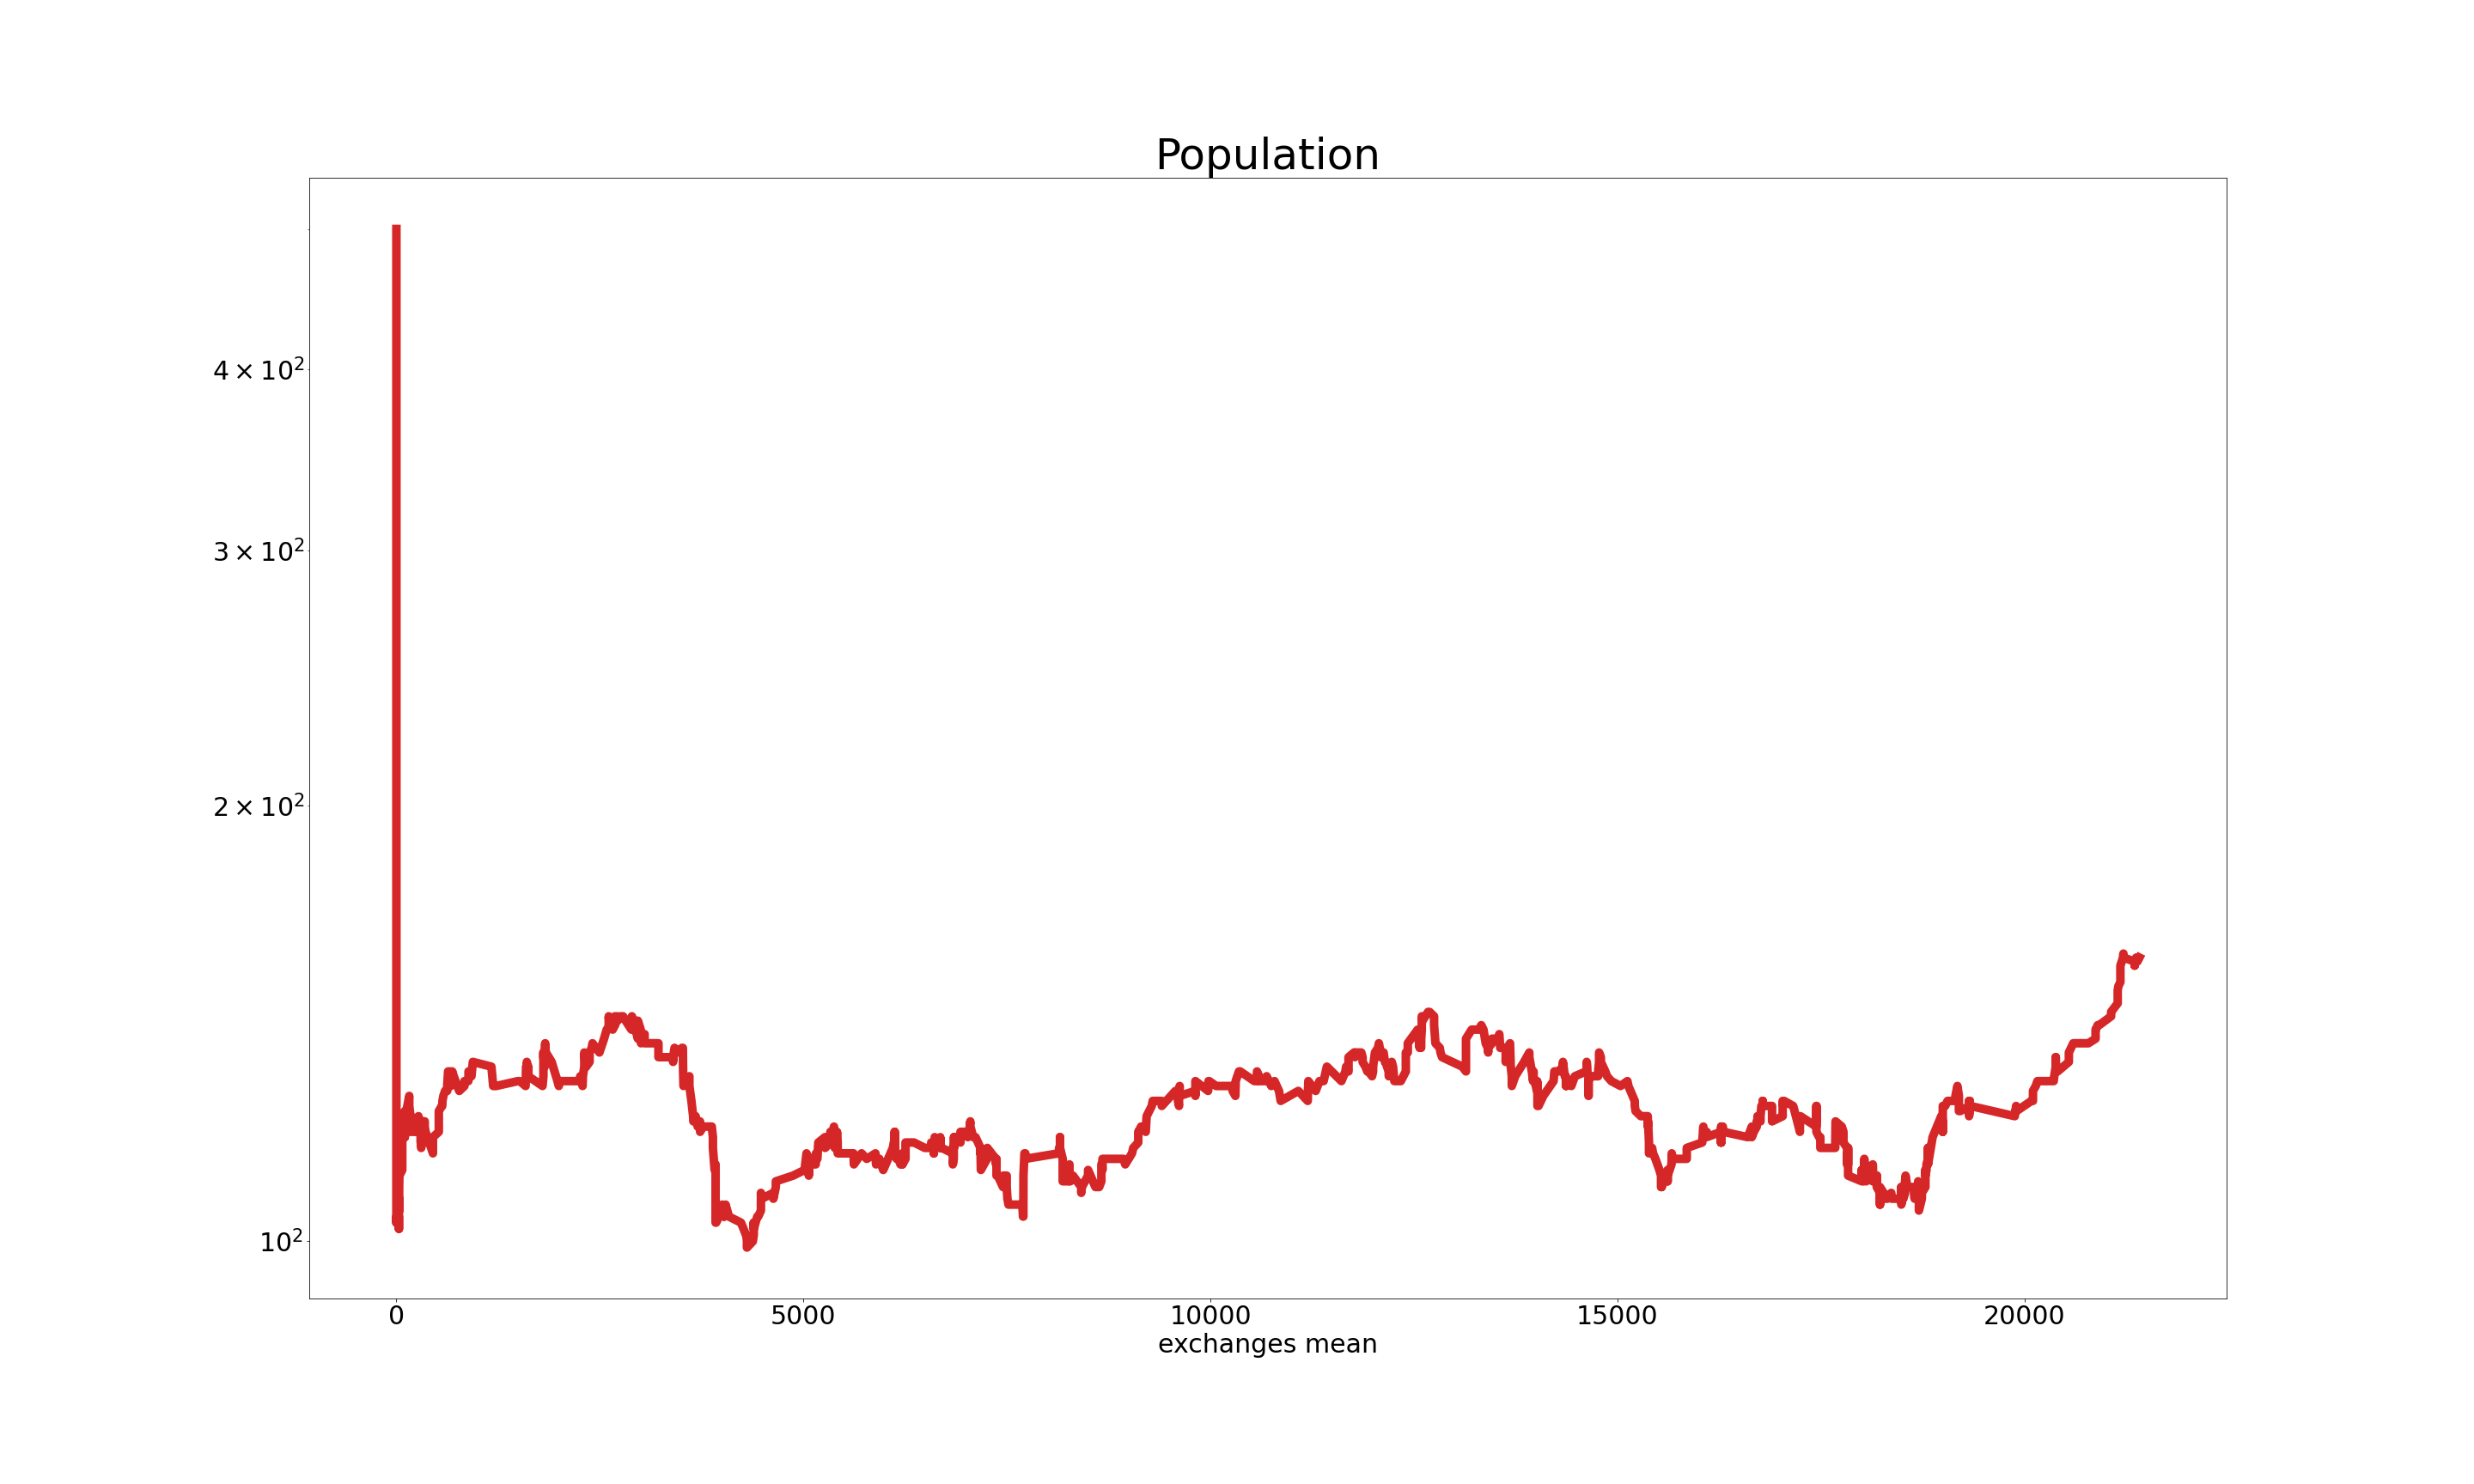 Population
4 × 10²
3 × 10²
2 × 10²
10²
0 5000 10000 15000 20000
exchanges mean